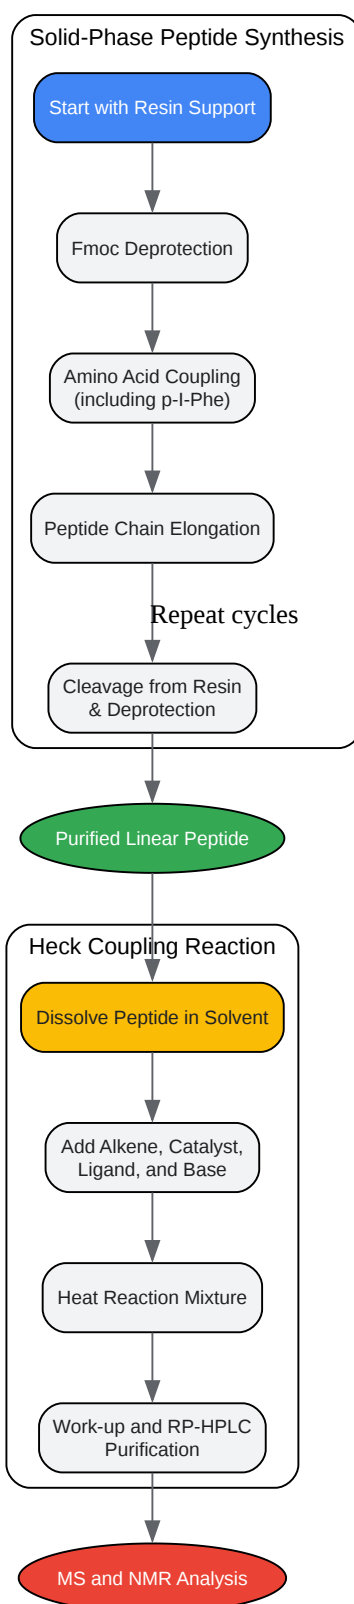 Solid-Phase Peptide Synthesis
Start with Resin Support
Fmoc Deprotection
Amino Acid Coupling
(including p-I-Phe)
Peptide Chain Elongation
Repeat cycles
Cleavage from Resin
& Deprotection
Purified Linear Peptide
Heck Coupling Reaction
Dissolve Peptide in Solvent
Add Alkene, Catalyst,
Ligand, and Base
Heat Reaction Mixture
Work-up and RP-HPLC
Purification
MS and NMR Analysis